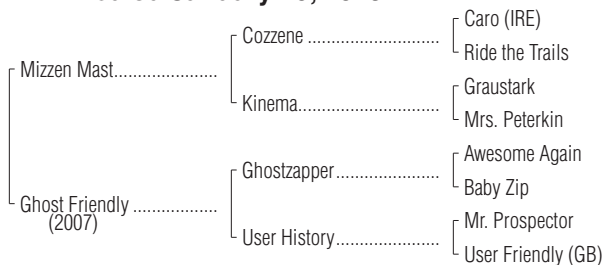 Caro (IRE)
Cozzene
Ride the Trails
Mizzen Mast
Graustark
Kinema
Mrs. Peterkin
Awesome Again
Ghostzapper
Baby Zip
Ghost Friendly
(2007)
Mr. Prospector
User History
User Friendly (GB)